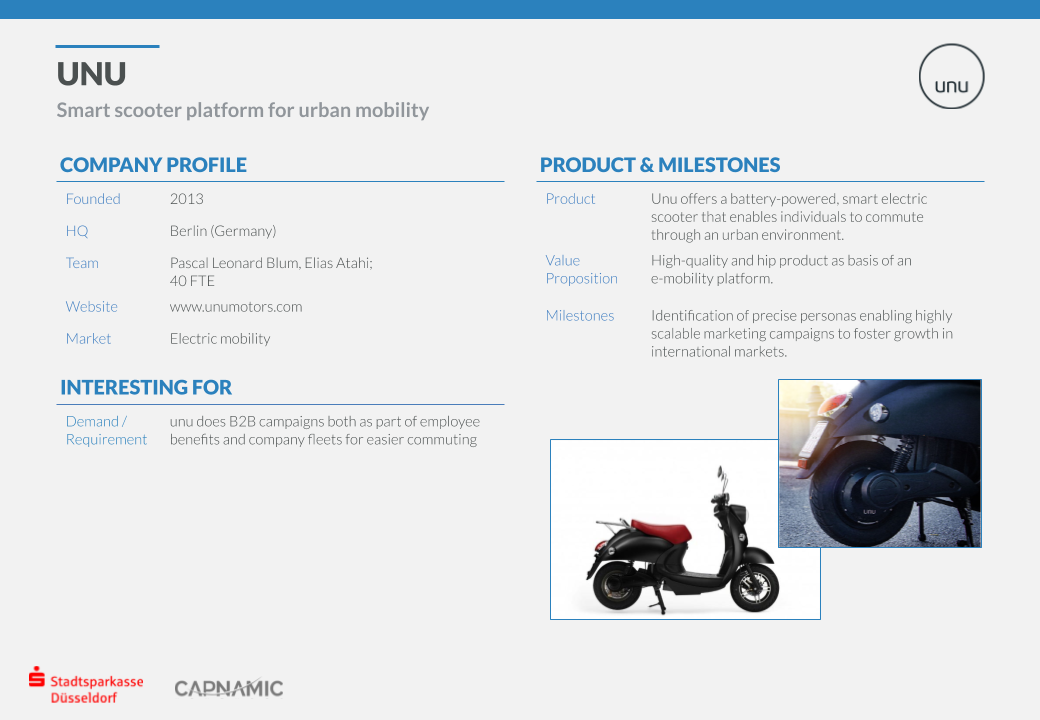 UNU
Smart scooter platform for urban mobility
unu
COMPANY PROFILE
Founded 2013
HQ Berlin (Germany)
Team Pascal Leonard Blum, Elias Atahi;
40 FTE
Website www.unumotors.com
Market Electric mobility
INTERESTING FOR
Demand / unu does B2B campaigns both as part of employee
Requirement benefits and company fleets for easier commuting
PRODUCT & MILESTONES
Product Unu offers a battery-powered, smart electric
scooter that enables individuals to commute
through an urban environment.
Value High-quality and hip product as basis of an
Proposition e-mobility platform.
Milestones Identification of precise personas enabling highly
scalable marketing campaigns to foster growth in
international markets.
UNU
Stadtsparkasse
Düsseldorf
CAPNAMIC